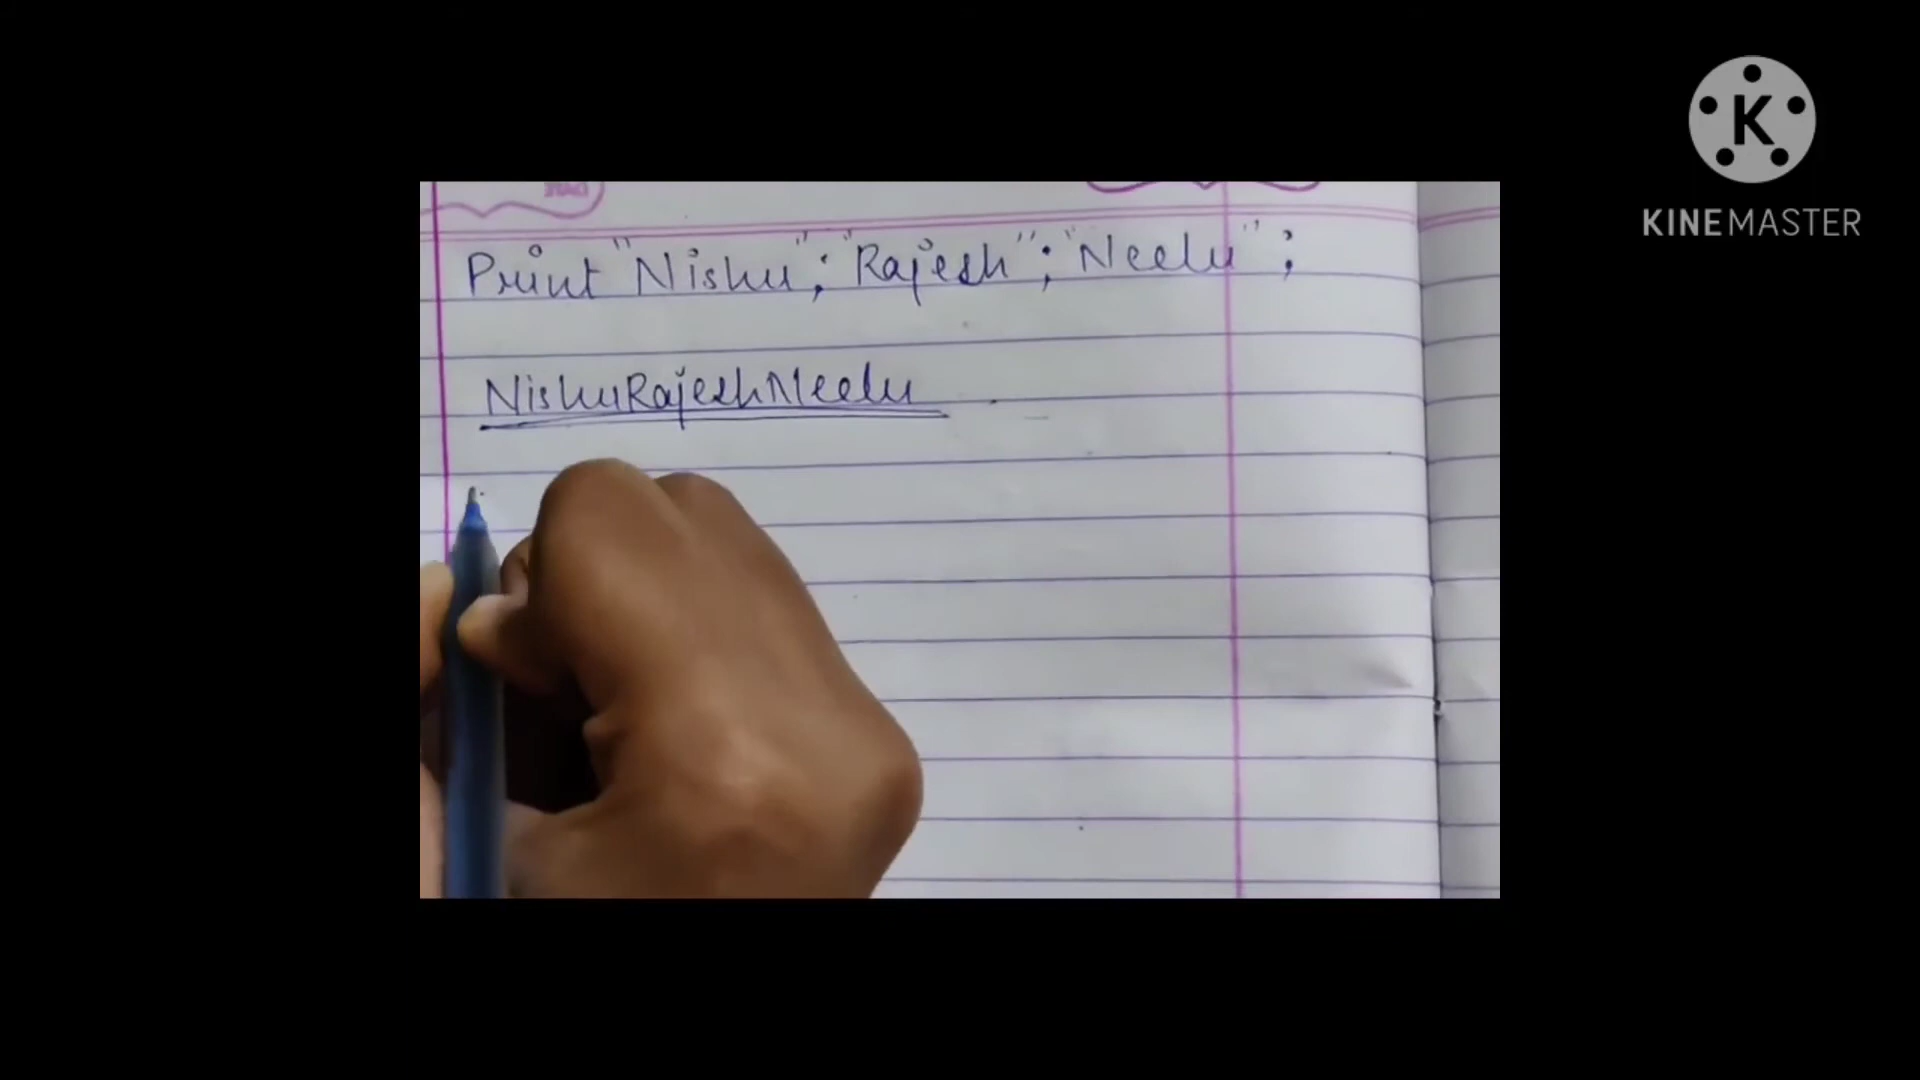 K
KINEMASTER
Print "Nishu"; "Rajesh"; "Neelu";
NishuRajeshNeelu